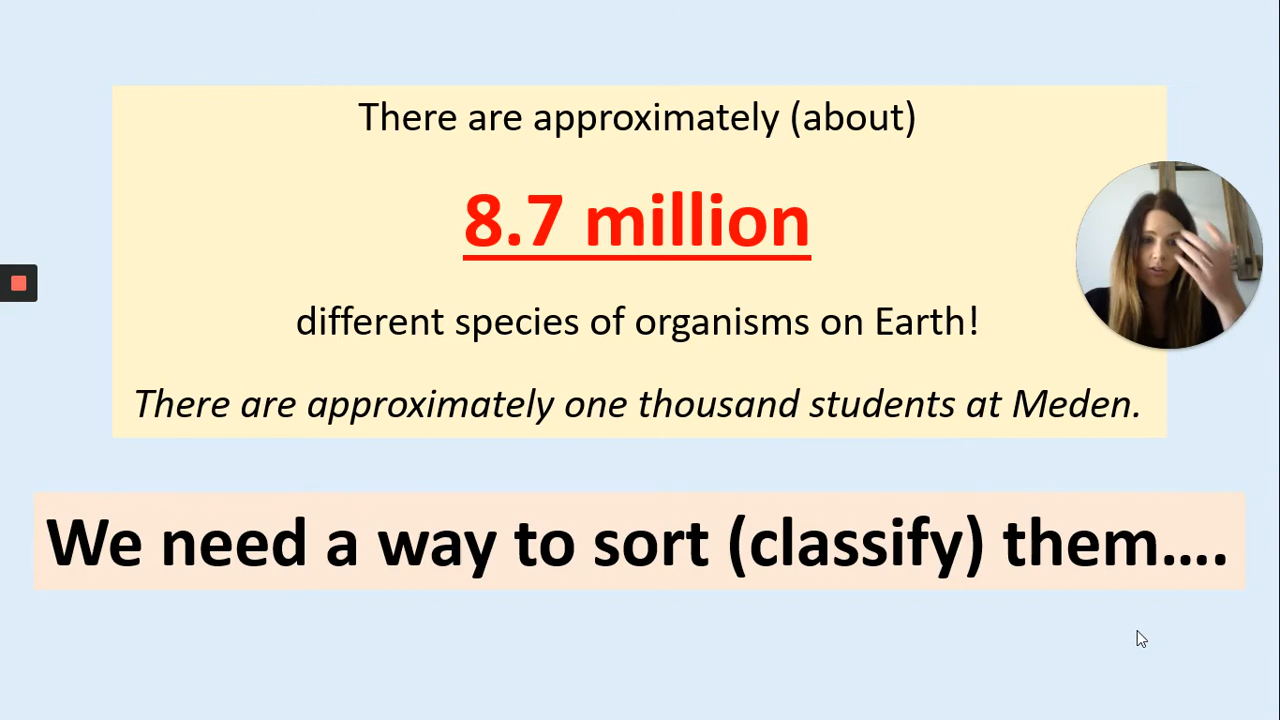 There are approximately (about)
8.7 million
different species of organisms on Earth!
There are approximately one thousand students at Meden.
We need a way to sort (classify) them....